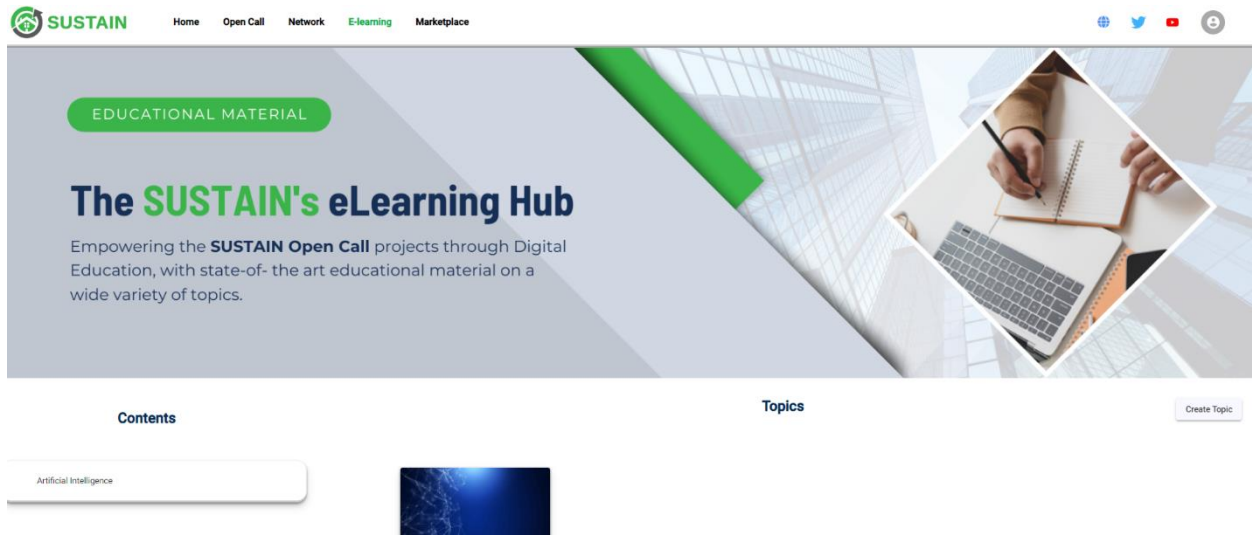 SUSTAIN
Home Open Call Network E-learning Marketplace
EDUCATIONAL MATERIAL
The SUSTAIN's eLearning Hub
Empowering the SUSTAIN Open Call projects through Digital
Education, with state-of- the art educational material on a
wide variety of topics.
Contents
Topics
Create Topic
Artificial Intelligence